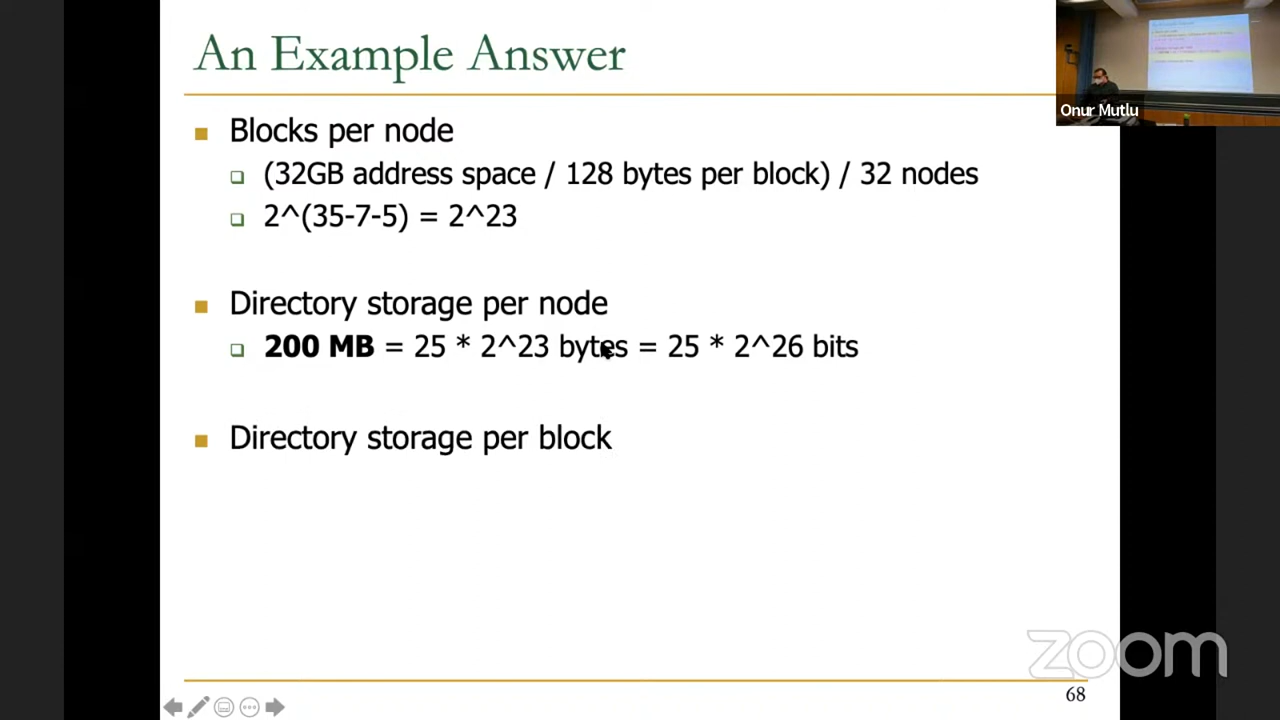 An Example Answer
Onur Mutlu
Blocks per node
(32GB address space / 128 bytes per block) / 32 nodes
2^(35-7-5) = 2^23
Directory storage per node
200 MB = 25 * 2^23 bytes = 25 * 2^26 bits
Directory storage per block
zoom
68